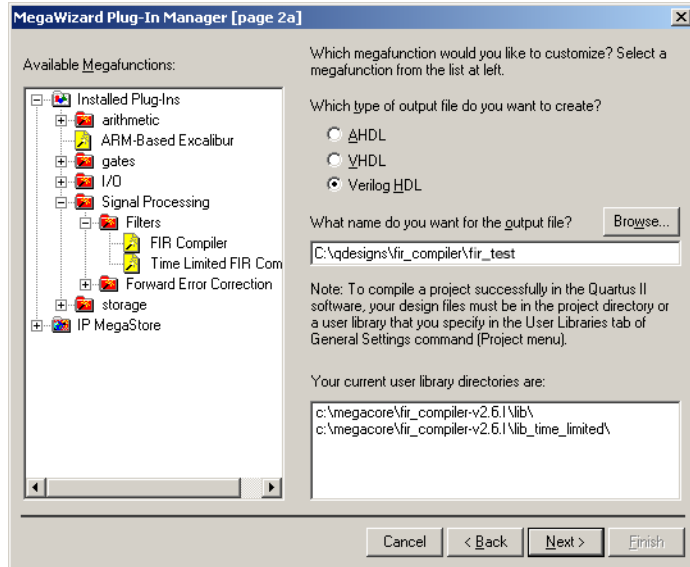 MegaWizard Plug-In Manager [page 2a]
Available Megafunctions:
Installed Plug-Ins
arithmetic
ARM-Based Excalibur
gates
I/O
Signal Processing
Filters
FIR Compiler
Time Limited FIR Com
Forward Error Correction
storage
IP MegaStore
Which megafunction would you like to customize? Select a
megafunction from the list at left.
Which type of output file do you want to create?
AHDL
VHDL
Verilog HDL
What name do you want for the output file?
Browse...
C:\qdesigns\fir_compiler\fir_test
Note: To compile a project successfully in the Quartus II
software, your design files must be in the project directory or
a user library that you specify in the User Libraries tab of
General Settings command (Project menu).
Your current user library directories are:
c:\megacore\fir_compiler-v2.6.l\lib\
c:\megacore\fir_compiler-v2.6.l\lib_time_limited\
Cancel
< Back
Next >
Finish